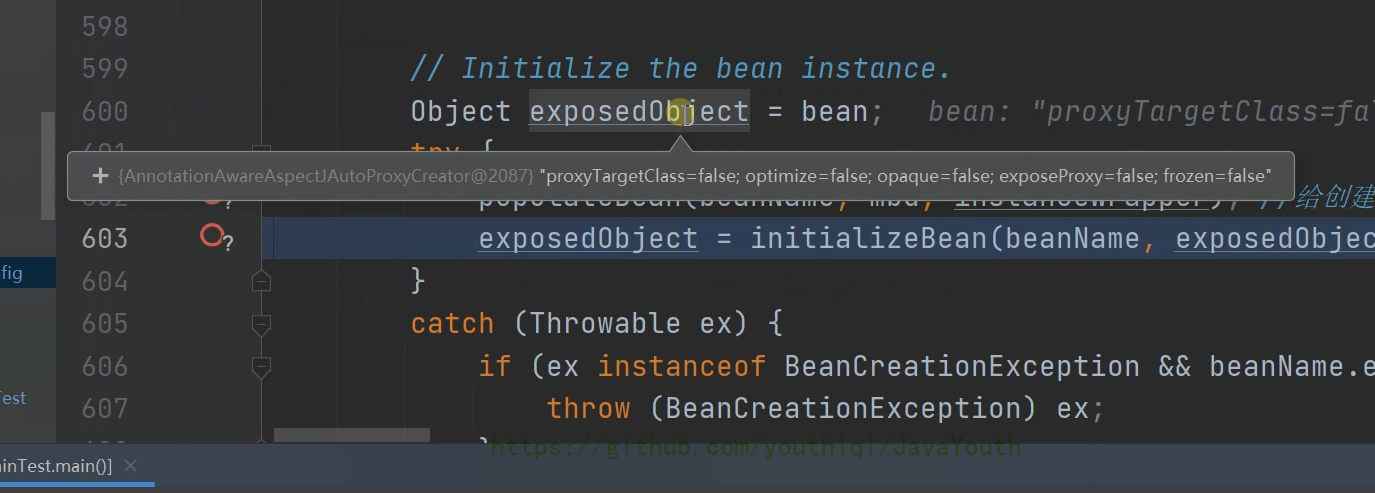 598
599 // Initialize the bean instance.
600 Object exposedObject = bean; bean: "proxyTargetClass=fal
601 try {
+ {AnnotationAwareAspectJAutoProxyCreator@2087} "proxyTargetClass=false; optimize=false; opaque=false; exposeProxy=false; frozen=false"
populateBean(beanName, mbd, instanceWrapper); //给创建
603 ? exposedObject = initializeBean(beanName, exposedObjec
fig
604 }
605 catch (Throwable ex) {
606 if (ex instanceof BeanCreationException && beanName.e
Test
607 throw (BeanCreationException) ex;
}
https://github.com/youthlql/JavaYouth
ainTest.main()] ×